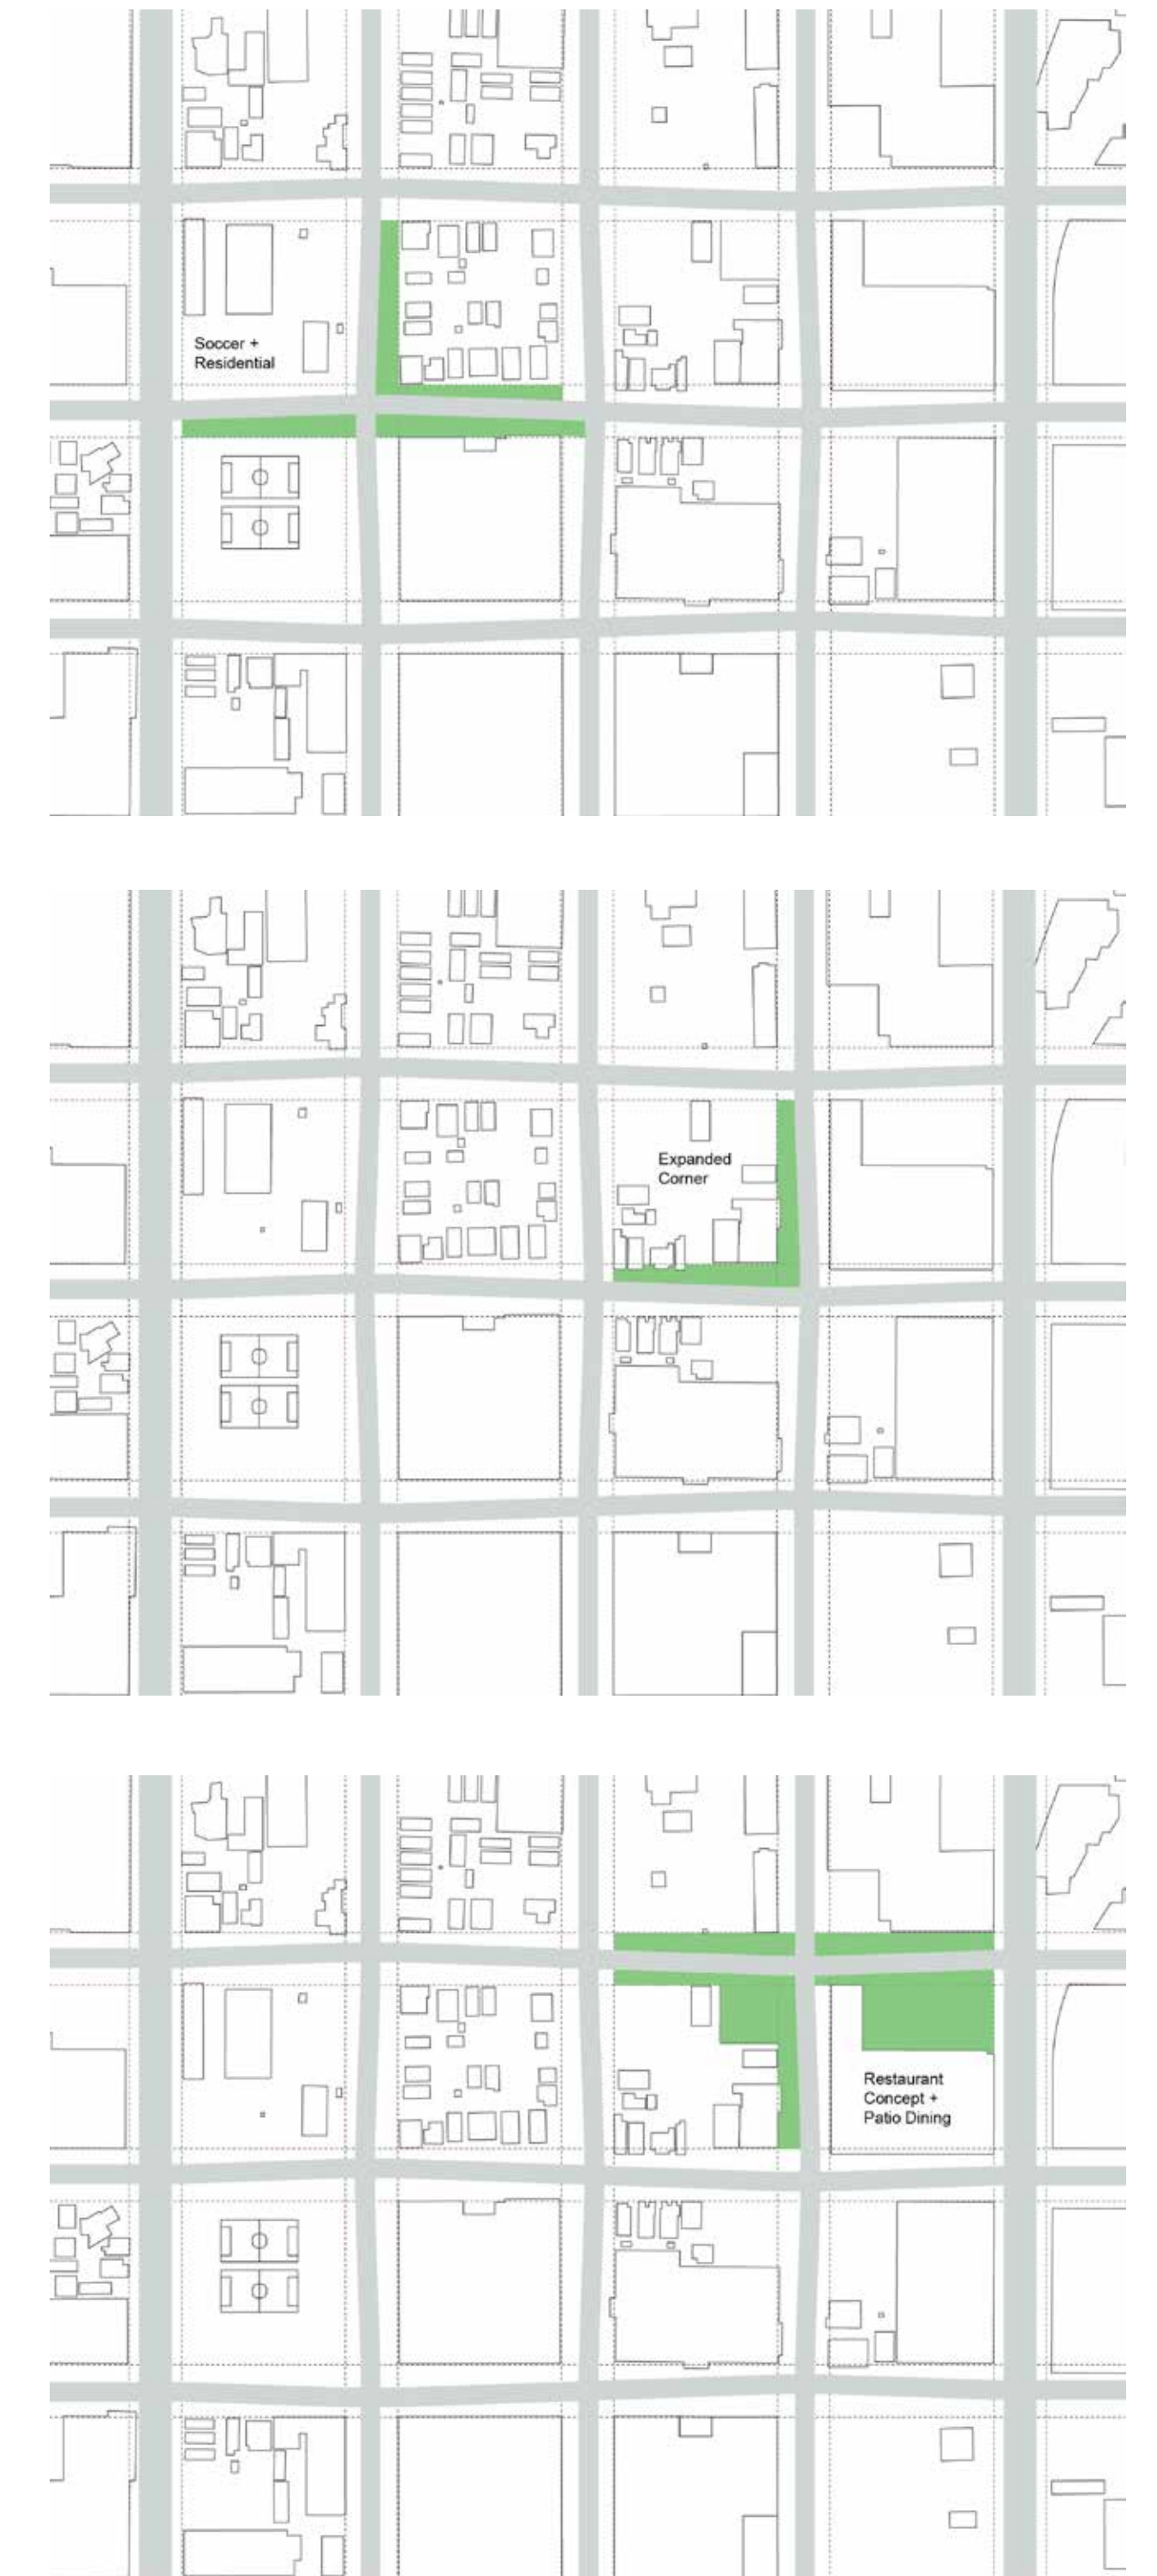 Soccer +
Residential
Expanded
Corner
Restaurant
Concept +
Patio Dining